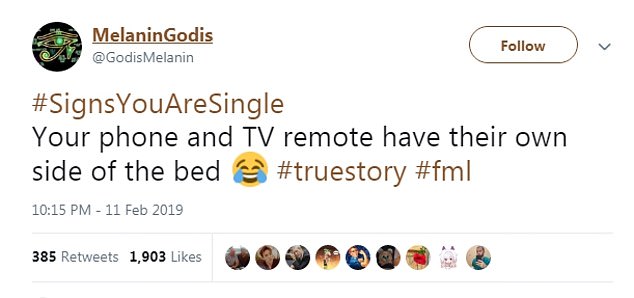 MelaninGodis
@GodisMelanin
Follow
#SignsYouAreSingle
Your phone and TV remote have their own
side of the bed 😂 #truestory #fml
10:15 PM - 11 Feb 2019
385 Retweets 1,903 Likes